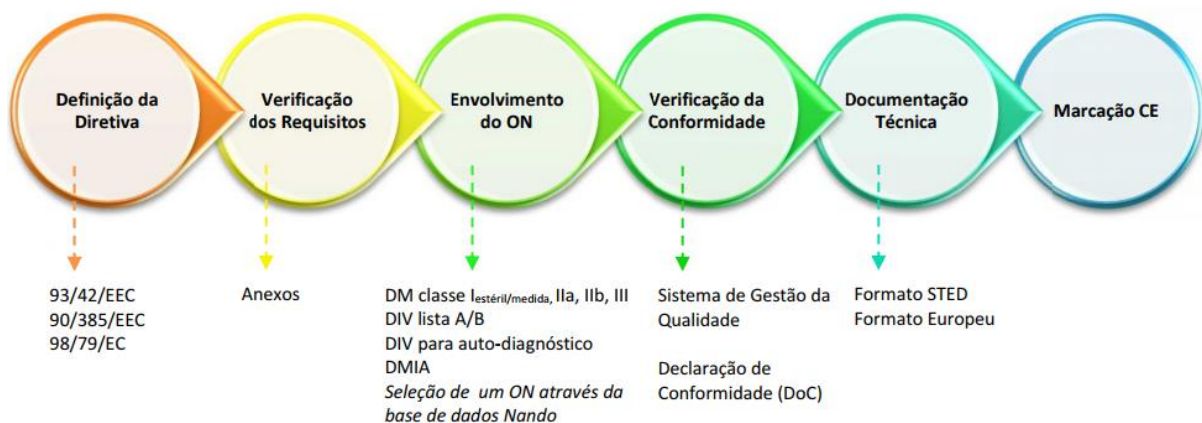 Definição da
Diretiva
Verificação
dos Requisitos
Envolvimento
do ON
Verificação da
Conformidade
Documentação
Técnica
Marcação CE
93/42/EEC
90/385/EEC
98/79/EC
Anexos
DM classe Iestéril/medida, IIa, IIb, III
DIV lista A/B
DIV para auto-diagnóstico
DMIA
Seleção de um ON através da
base de dados Nando
Sistema de Gestão da
Qualidade
Declaração de
Conformidade (DoC)
Formato STED
Formato Europeu